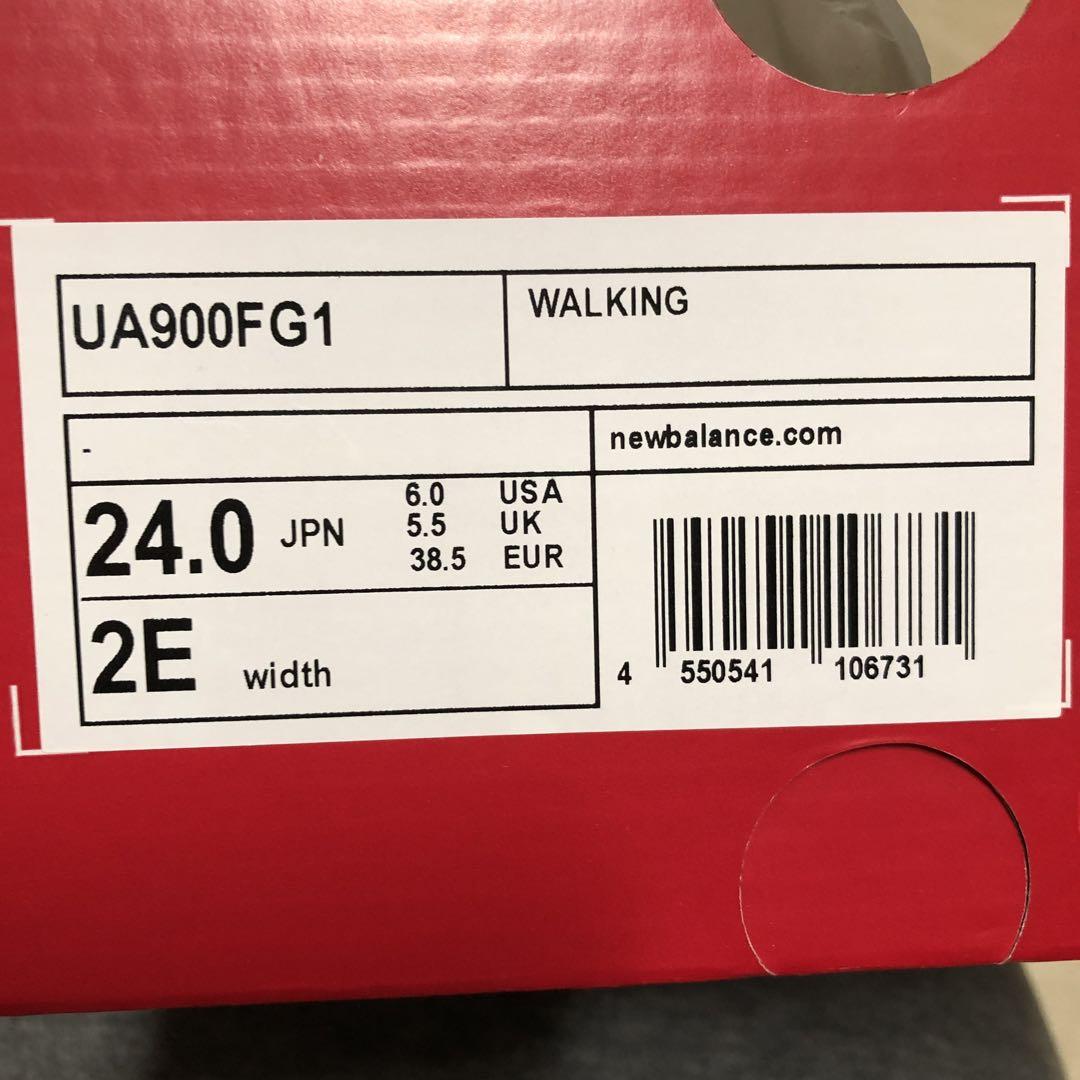 UA900FG1
WALKING
-
newbalance.com
24.0 JPN
6.0 USA
5.5 UK
38.5 EUR
2E width
4 550541 106731